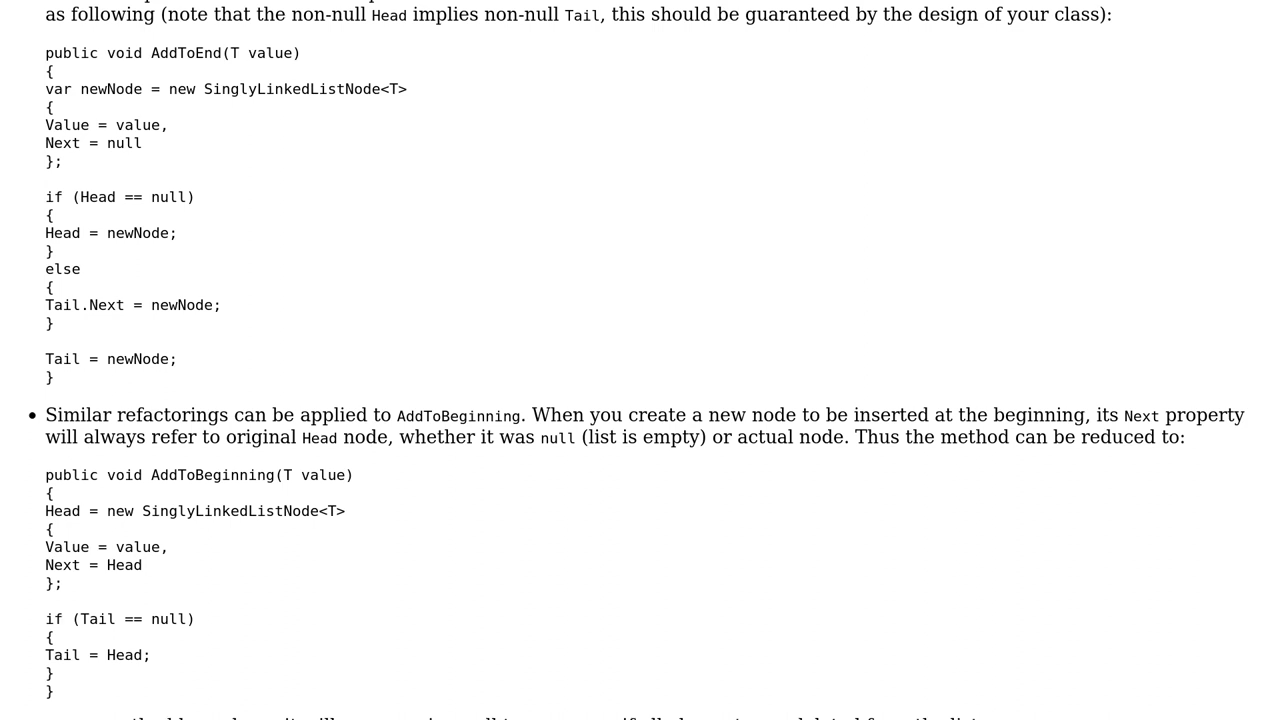 as following (note that the non-null Head implies non-null Tail, this should be guaranteed by the design of your class):
public void AddToEnd(T value)
{
var newNode = new SinglyLinkedListNode<T>
{
Value = value,
Next = null
};
if (Head == null)
{
Head = newNode;
}
else
{
Tail.Next = newNode;
}
Tail = newNode;
}
• Similar refactorings can be applied to AddToBeginning. When you create a new node to be inserted at the beginning, its Next property
will always refer to original Head node, whether it was null (list is empty) or actual node. Thus the method can be reduced to:
public void AddToBeginning(T value)
{
Head = new SinglyLinkedListNode<T>
{
Value = value,
Next = Head
};
if (Tail == null)
{
Tail = Head;
}
}